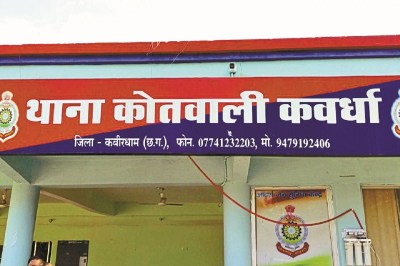 थाना कोतवाली कवर्धा
जिला - कबीरधाम (छ.ग.), फोन. 07741232203, मो. 9479192406